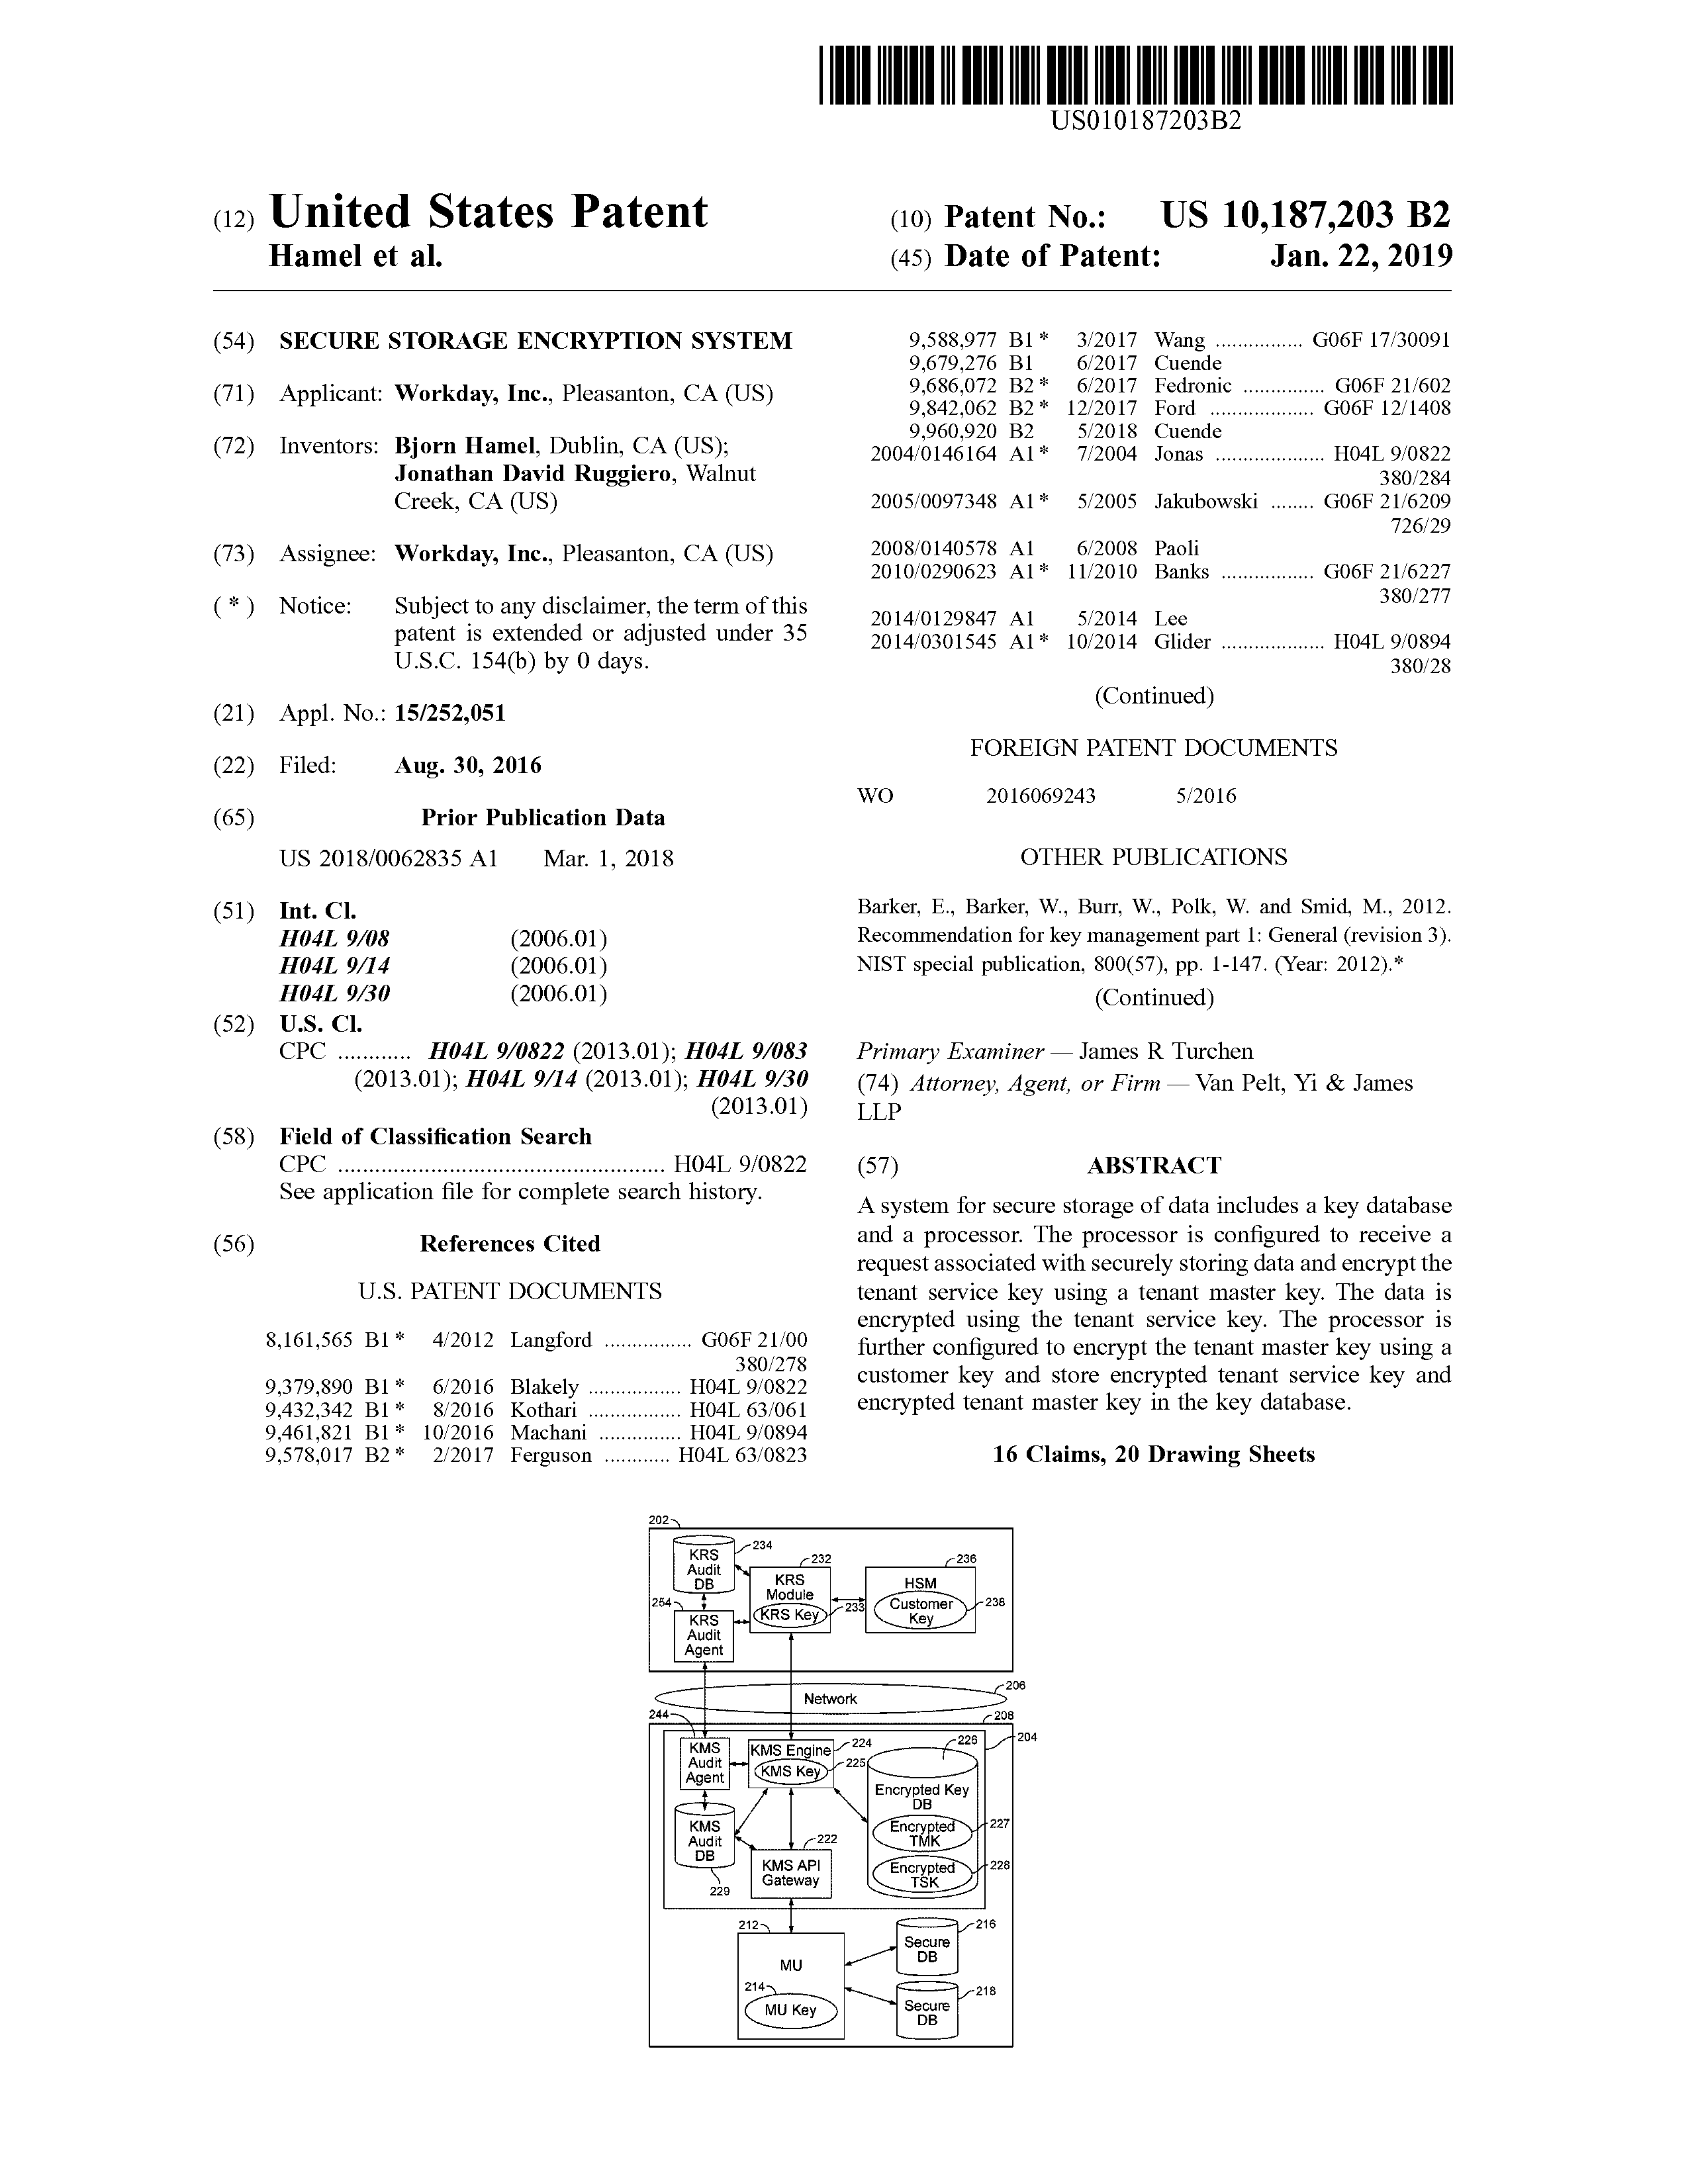 US010187203B2
(12) United States Patent
Hamel et al.
(10) Patent No.: US 10,187,203 B2
(45) Date of Patent: Jan. 22, 2019
(54) SECURE STORAGE ENCRYPTION SYSTEM
(71) Applicant: Workday, Inc., Pleasanton, CA (US)
(72) Inventors: Bjorn Hamel, Dublin, CA (US);
Jonathan David Ruggiero, Walnut
Creek, CA (US)
(73) Assignee: Workday, Inc., Pleasanton, CA (US)
( * ) Notice: Subject to any disclaimer, the term of this
patent is extended or adjusted under 35
U.S.C. 154(b) by 0 days.
(21) Appl. No.: 15/252,051
(22) Filed: Aug. 30, 2016
(65) Prior Publication Data
US 2018/0062835 A1 Mar. 1, 2018
(51) Int. Cl.
H04L 9/08 (2006.01)
H04L 9/14 (2006.01)
H04L 9/30 (2006.01)
(52) U.S. Cl.
CPC ............ H04L 9/0822 (2013.01); H04L 9/083
(2013.01); H04L 9/14 (2013.01); H04L 9/30
(2013.01)
(58) Field of Classification Search
CPC ..................................................... H04L 9/0822
See application file for complete search history.
(56) References Cited
U.S. PATENT DOCUMENTS
8,161,565 B1 * 4/2012 Langford ................ G06F 21/00
380/278
9,379,890 B1 * 6/2016 Blakely ................. H04L 9/0822
9,432,342 B1 * 8/2016 Kothari ................. H04L 63/061
9,461,821 B1 * 10/2016 Machani ............... H04L 9/0894
9,578,017 B2 * 2/2017 Ferguson ............ H04L 63/0823
9,588,977 B1 * 3/2017 Wang ................ G06F 17/30091
9,679,276 B1 6/2017 Cuende
9,686,072 B2 * 6/2017 Fedronic ............... G06F 21/602
9,842,062 B2 * 12/2017 Ford ................... G06F 12/1408
9,960,920 B2 5/2018 Cuende
2004/0146164 A1 * 7/2004 Jonas .................... H04L 9/0822
380/284
2005/0097348 A1 * 5/2005 Jakubowski ........ G06F 21/6209
726/29
2008/0140578 A1 6/2008 Paoli
2010/0290623 A1 * 11/2010 Banks ................. G06F 21/6227
380/277
2014/0129847 A1 5/2014 Lee
2014/0301545 A1 * 10/2014 Glider ................... H04L 9/0894
380/28
(Continued)
FOREIGN PATENT DOCUMENTS
WO 2016069243 5/2016
OTHER PUBLICATIONS
Barker, E., Barker, W., Burr, W., Polk, W. and Smid, M., 2012.
Recommendation for key management part 1: General (revision 3).
NIST special publication, 800(57), pp. 1-147. (Year: 2012).*
(Continued)
Primary Examiner — James R Turchen
(74) Attorney, Agent, or Firm — Van Pelt, Yi & James
LLP
(57) ABSTRACT
A system for secure storage of data includes a key database
and a processor. The processor is configured to receive a
request associated with securely storing data and encrypt the
tenant service key using a tenant master key. The data is
encrypted using the tenant service key. The processor is
further configured to encrypt the tenant master key using a
customer key and store encrypted tenant service key and
encrypted tenant master key in the key database.
16 Claims, 20 Drawing Sheets
202
KRS
Audit
DB
234
232
KRS
Module
KRS Key
233
236
HSM
Customer
Key
238
254
KRS
Audit
Agent
Network
206
244
208
204
KMS
Audit
Agent
KMS Engine
KMS Key
224
225
226
Encrypted Key
DB
Encrypted
TMK
227
Encrypted
TSK
228
KMS
Audit
DB
229
222
KMS API
Gateway
212
MU
214
MU Key
216
Secure
DB
218
Secure
DB